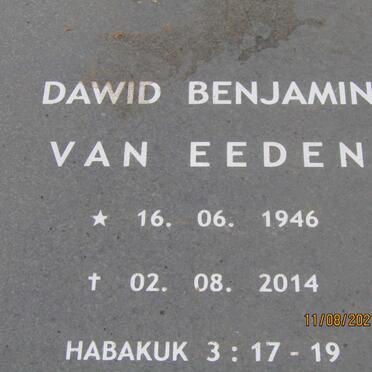 DAWID BENJAMIN
VAN EEDEN
★ 16. 06. 1946
✝ 02. 08. 2014
HABAKUK 3 : 17 - 19